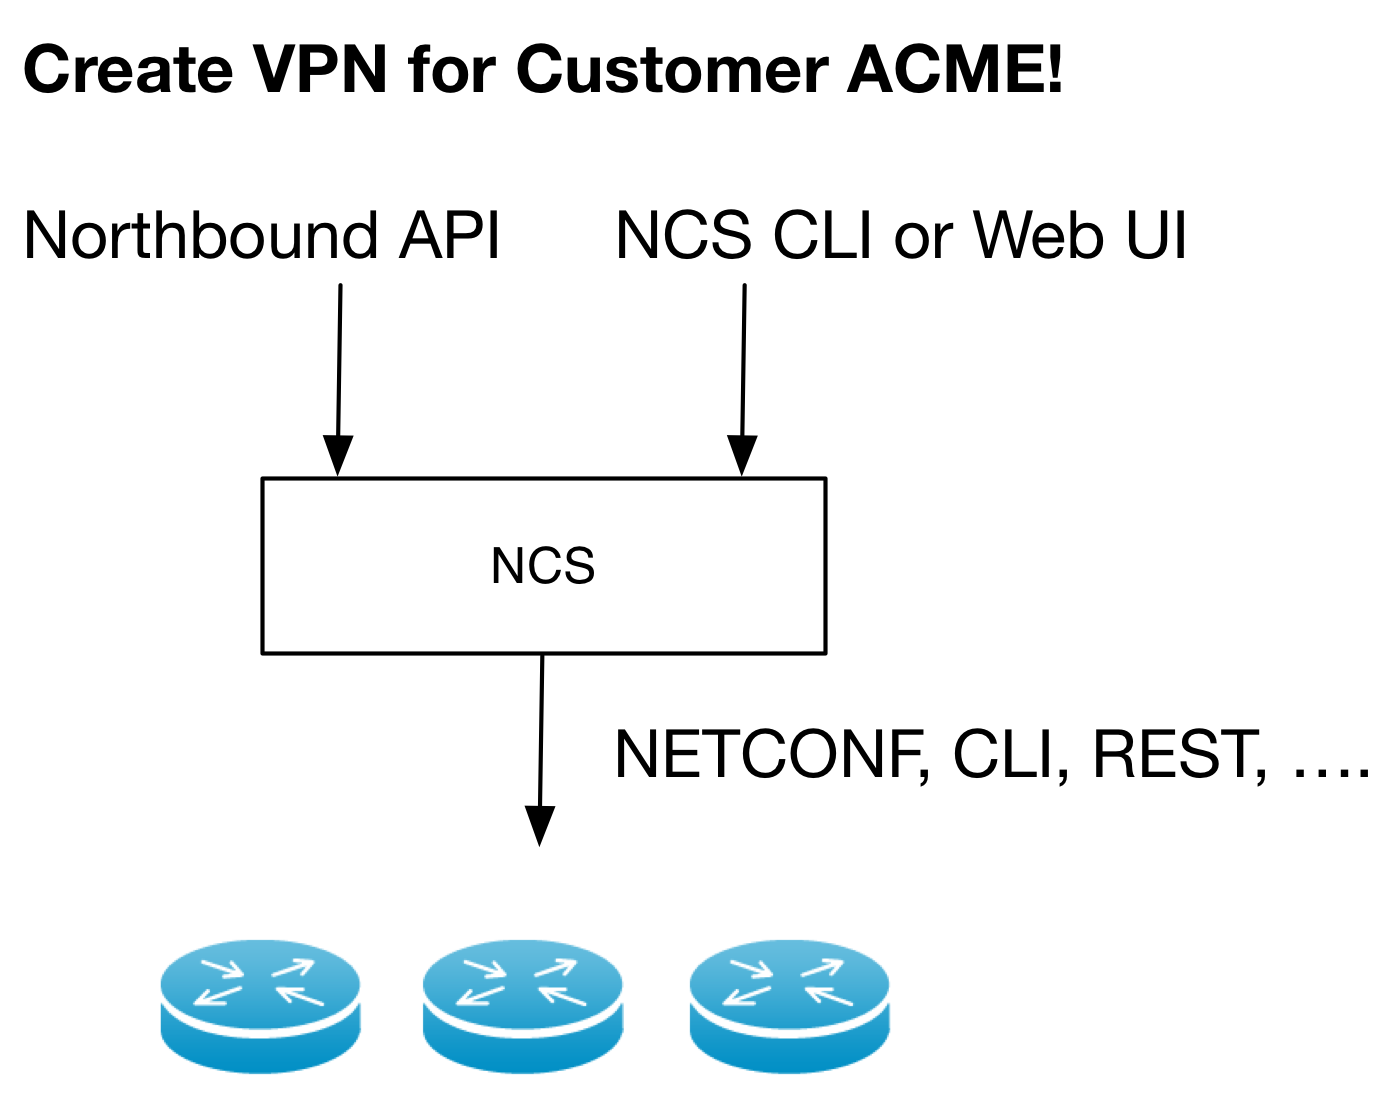 Create VPN for Customer ACME!
Northbound API
NCS CLI or Web UI
NCS
NETCONF, CLI, REST, ....